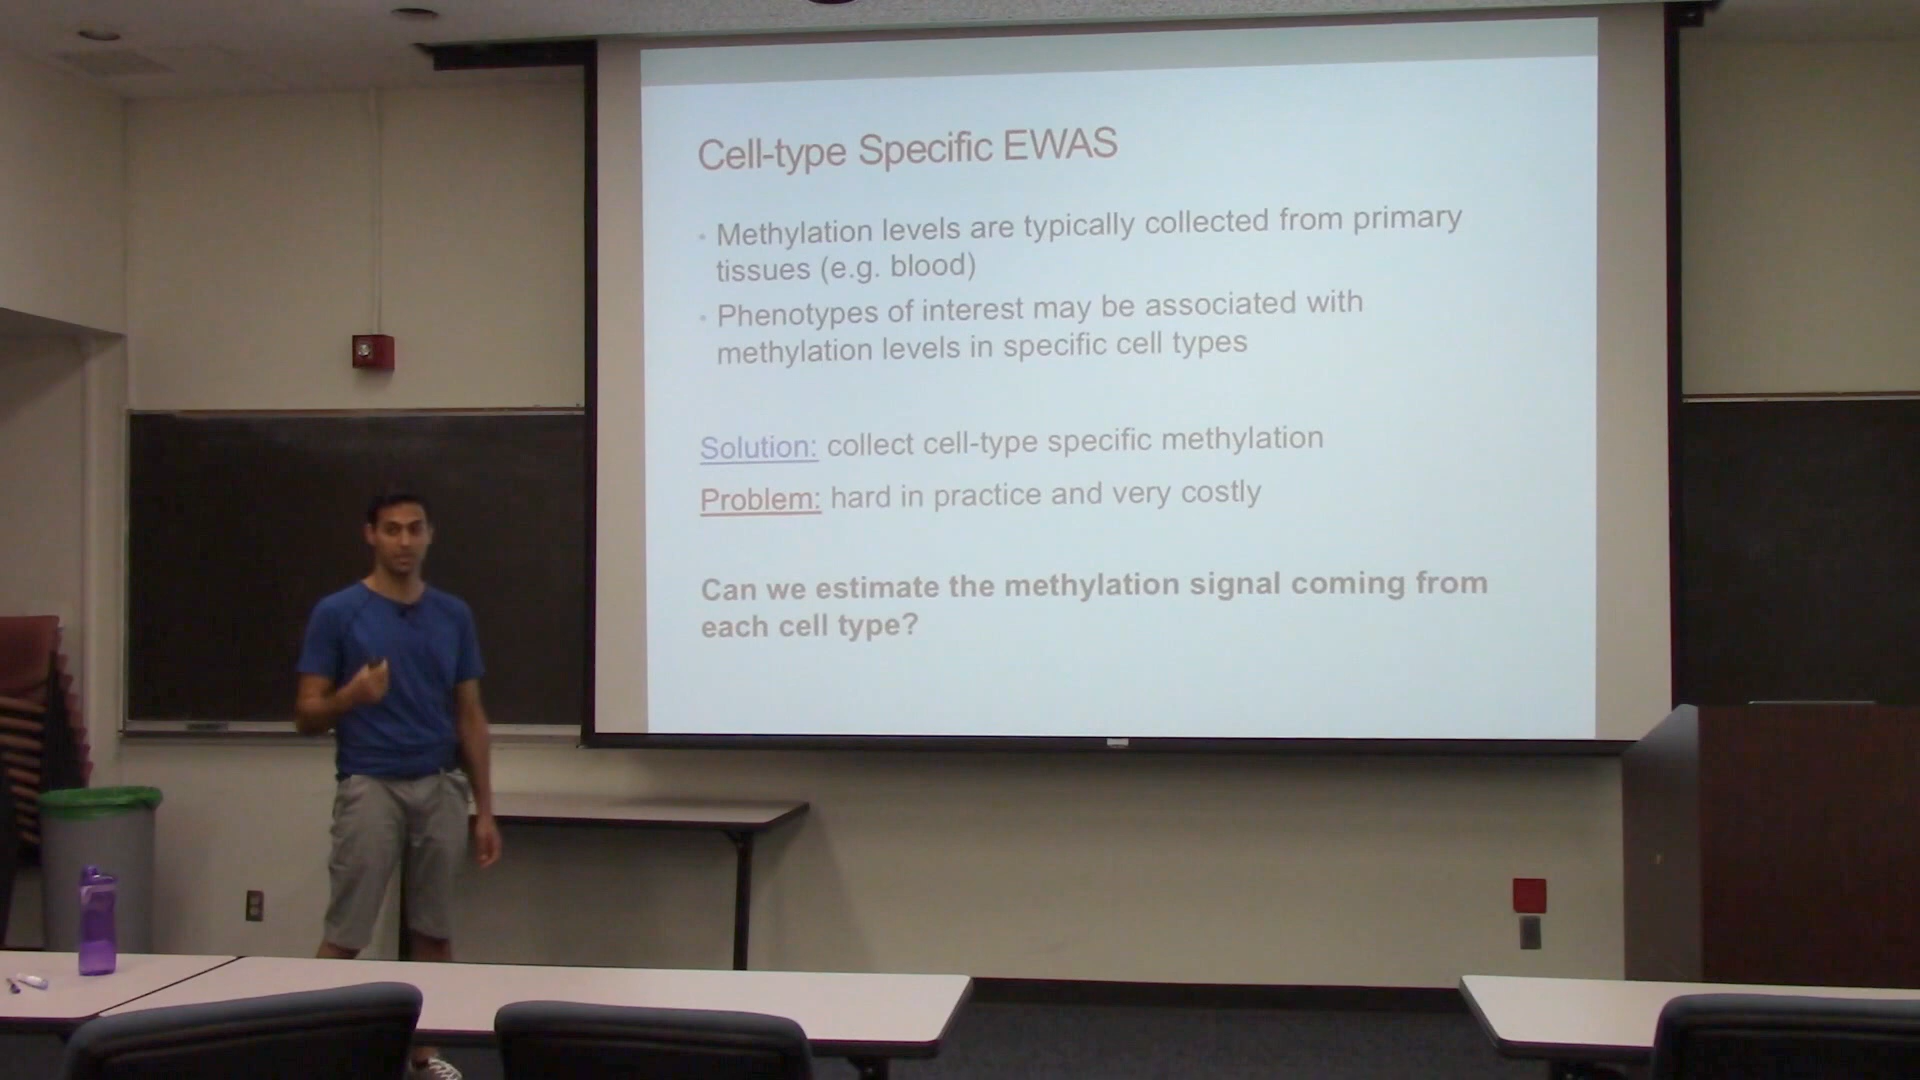 Cell-type Specific EWAS
• Methylation levels are typically collected from primary
tissues (e.g. blood)
• Phenotypes of interest may be associated with
methylation levels in specific cell types
Solution: collect cell-type specific methylation
Problem: hard in practice and very costly
Can we estimate the methylation signal coming from
each cell type?